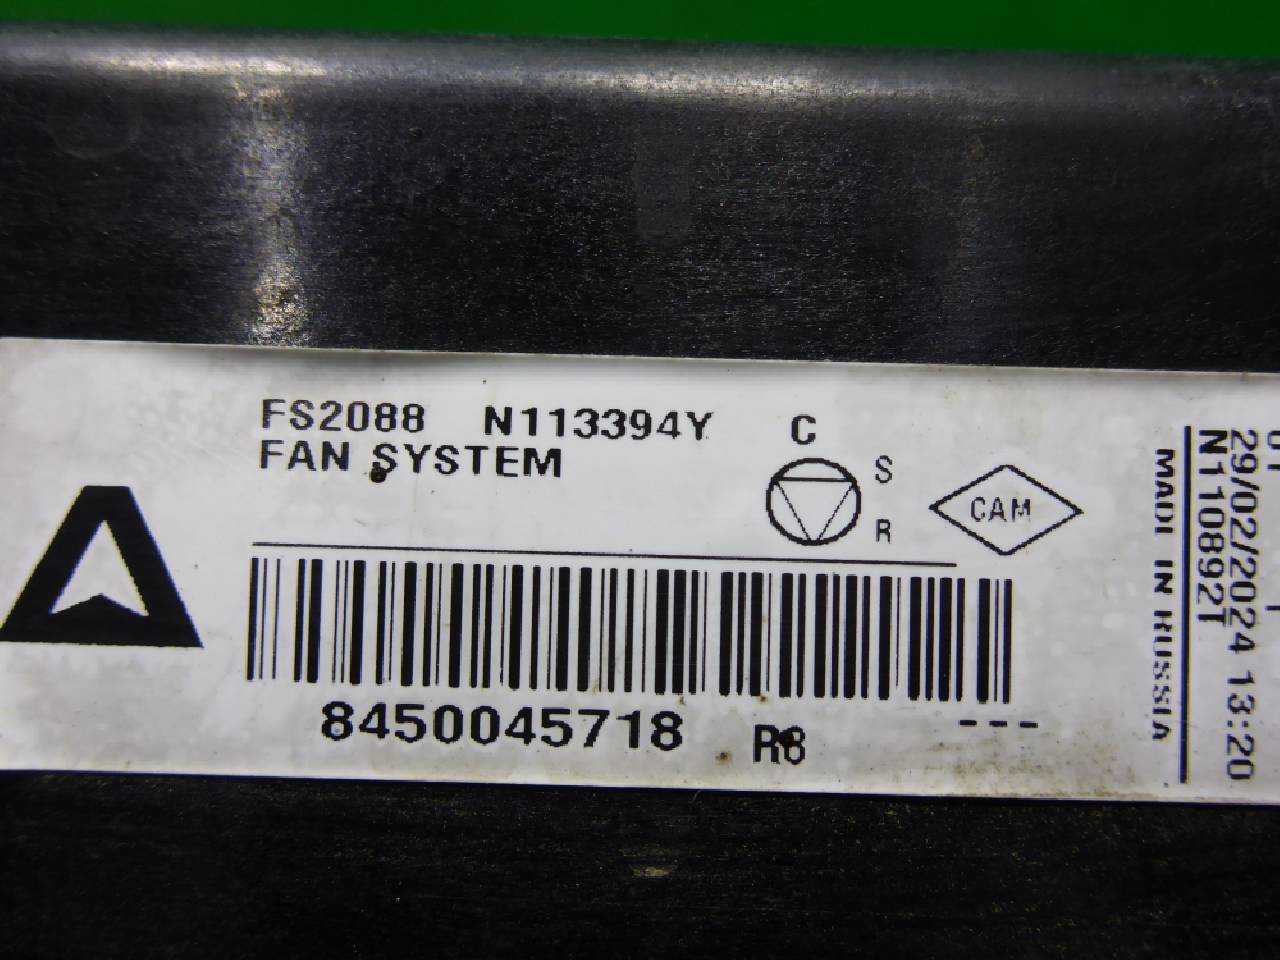 FS2088 N113394Y C
FAN SYSTEM
S
R
CAM
8450045718 R8 ---
MADE IN RUSSIA
N110892T
29/02/2024 13:20